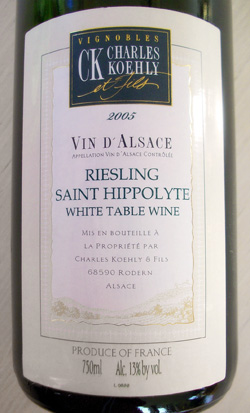 VIGNOBLES
CK CHARLES
KOEHLY
et Fils
2005
VIN D'ALSACE
APPELLATION VIN D'ALSACE CONTRÔLÉE
RIESLING
SAINT HIPPOLYTE
WHITE TABLE WINE
MIS EN BOUTEILLE À
LA PROPRIÉTÉ PAR
CHARLES KOEHLY & FILS
68590 RODERN
ALSACE
PRODUCE OF FRANCE
750ml Alc. 13% by vol.